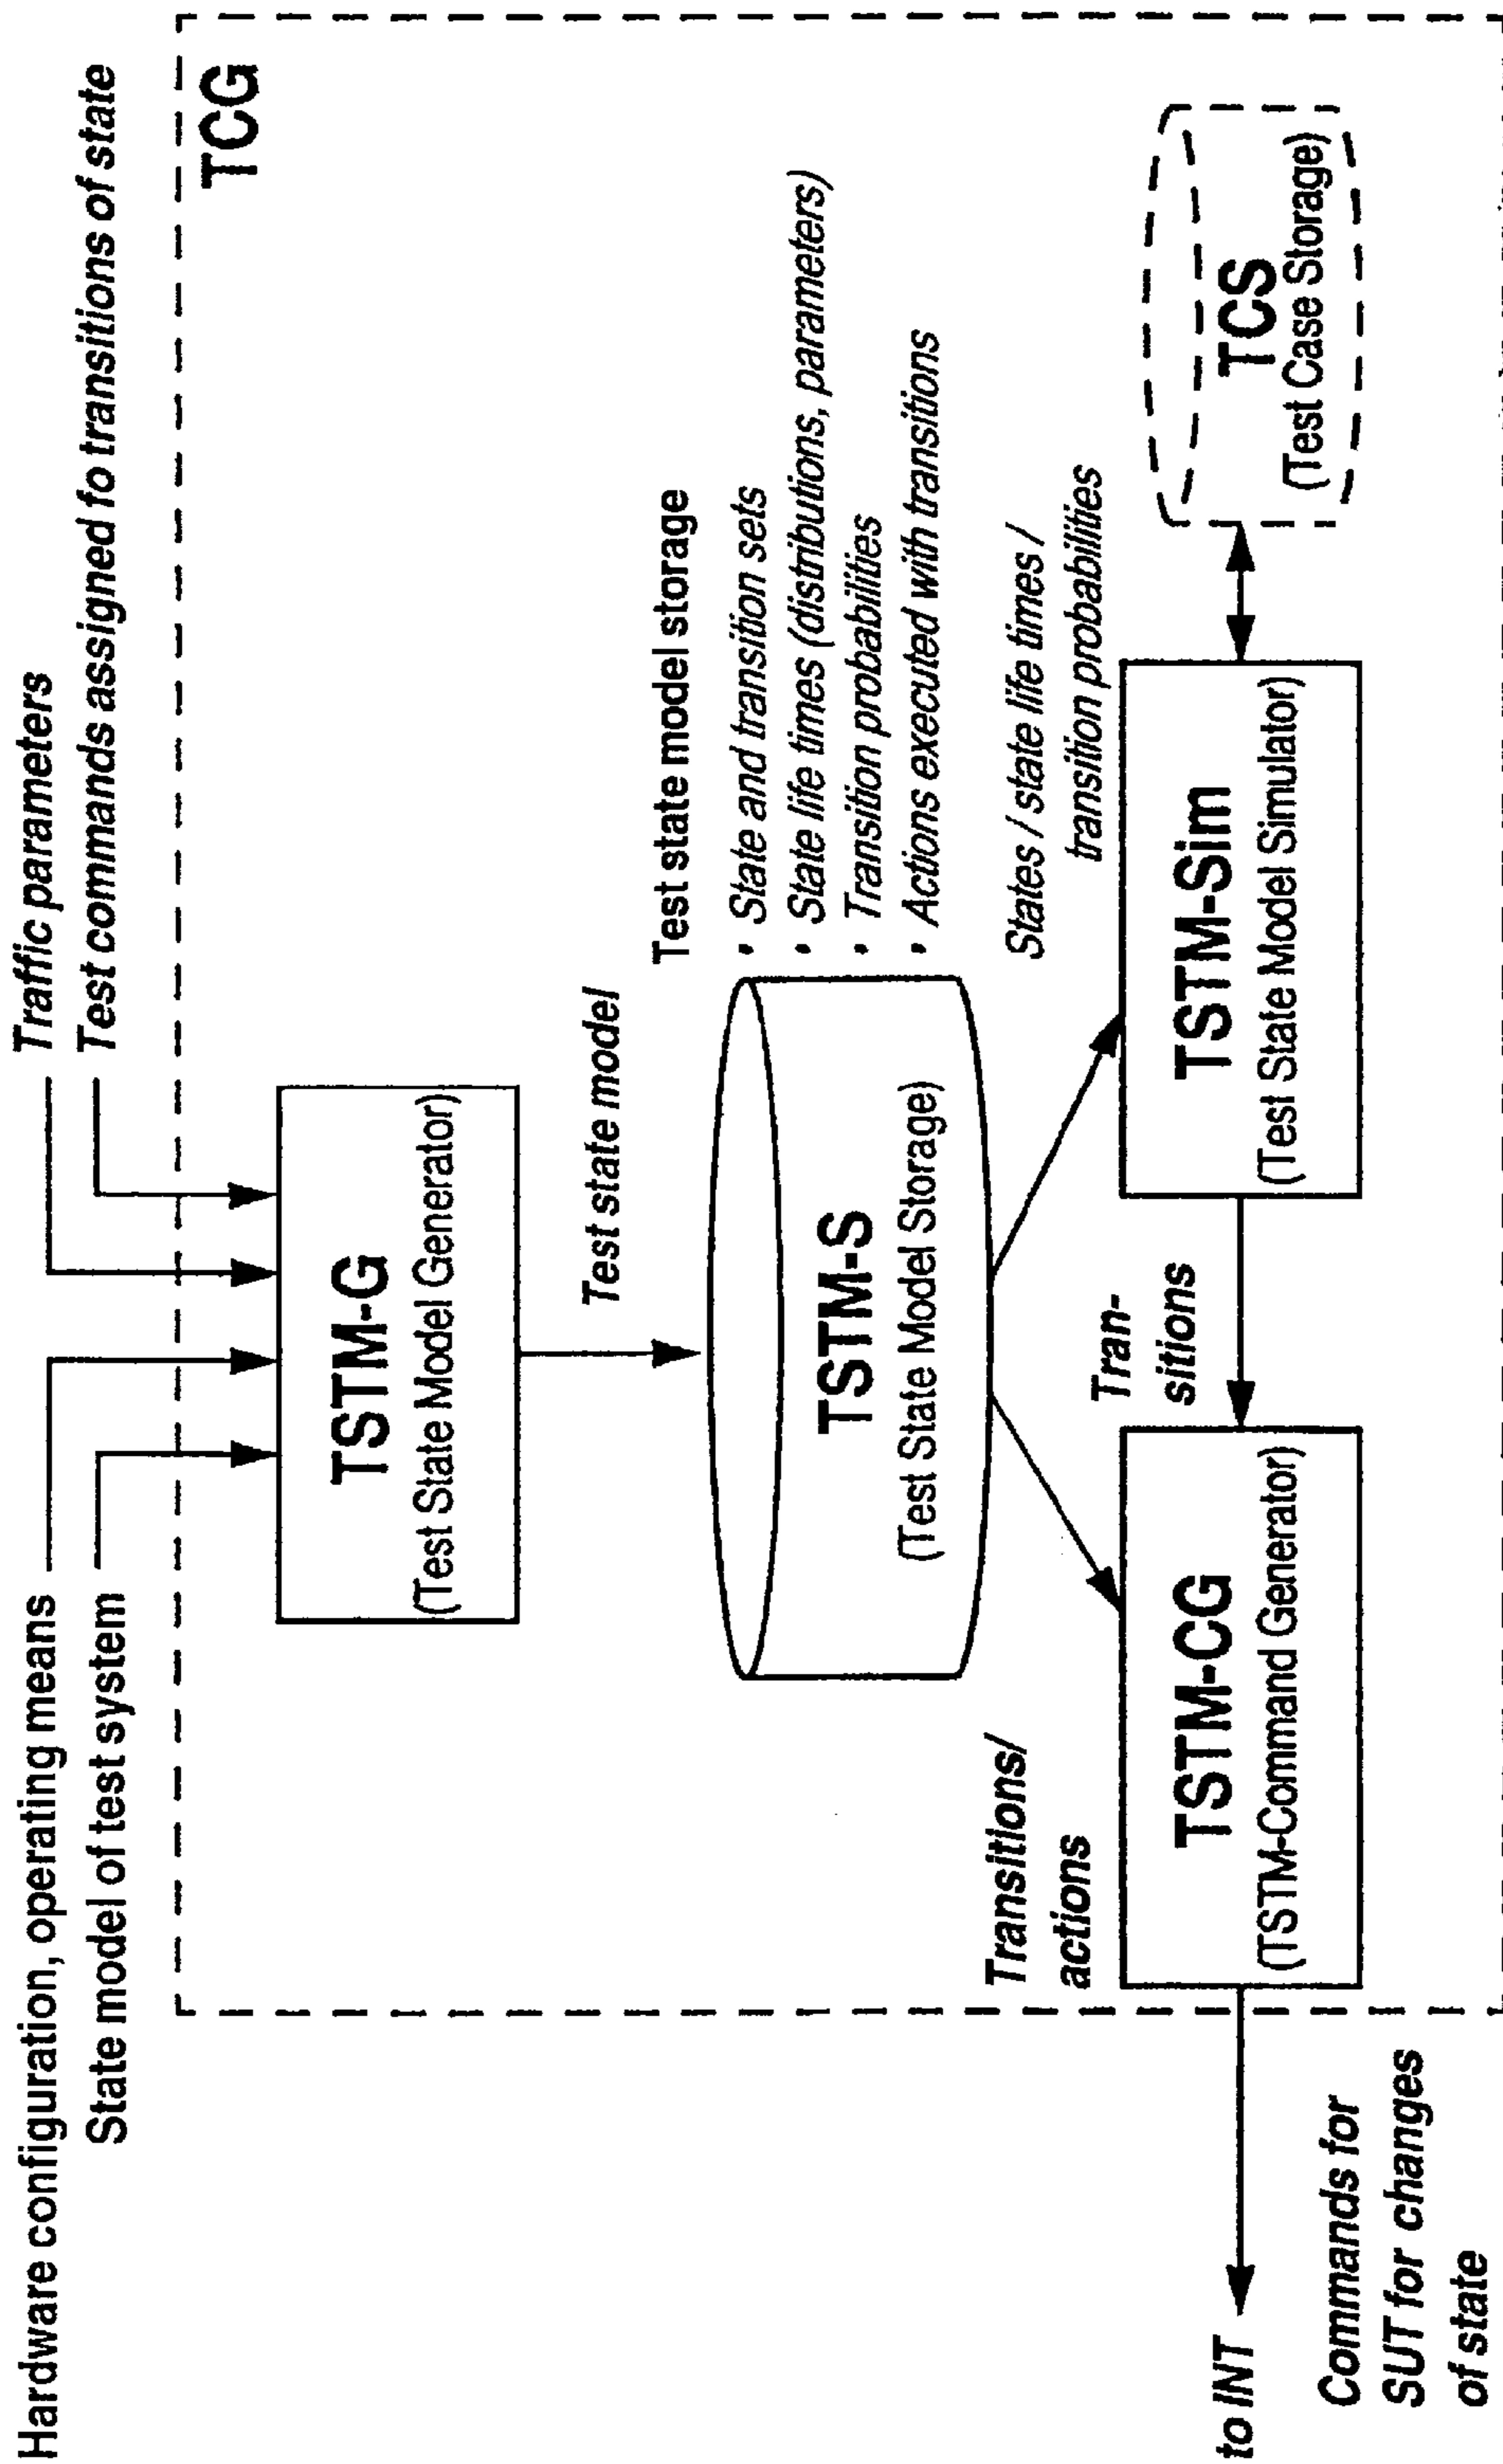 Hardware configuration, operating means
State model of test system
Traffic parameters
Test commands assigned fo transitions of state
TCG
TSTM-G
(Test State Model Generator)
Test state model
TSTM-S
(Test State Model Storage)
Test state model storage
• State and transition sets
• State life times (distributions, parameters)
• Transition probabilities
• Actions executed with transitions
Transitions/
actions
States / state life times /
transition probabilities
TSTM-CG
(TSTM-Command Generator)
Tran-
sitions
TSTM-Sim
(Test State Model Simulator)
TCS
(Test Case Storage)
to INT
Commands for
SUT for changes
of state